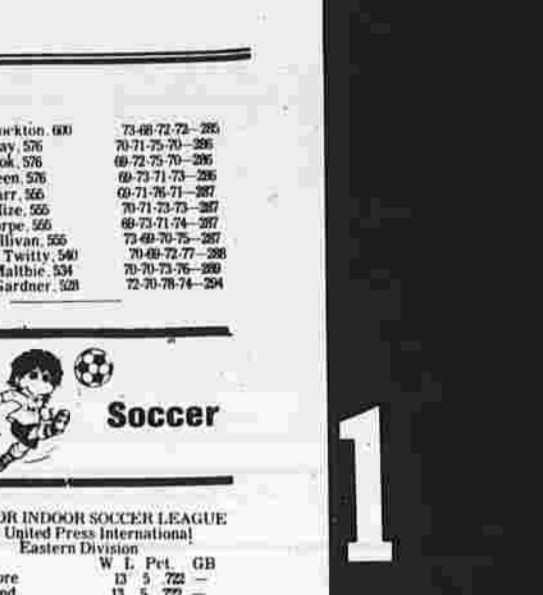 ockton, 600 73-68-72-72—285
ay, 576 70-71-75-70—286
ok, 576 69-72-75-70—286
een, 576 69-73-71-73—286
arr, 555 69-71-76-71—287
lize, 555 70-71-73-73—287
orpe, 555 69-73-71-74—287
llivan, 555 73-69-70-75—287
Twitty, 540 70-69-72-77—288
Maltbie, 534 70-70-73-76—289
Gardner, 528 72-70-78-74—294
Soccer
OR INDOOR SOCCER LEAGUE
United Press International
Eastern Division
W L Pct. GB
ore 13 5 .722 —
nd 13 5 .722 —
1